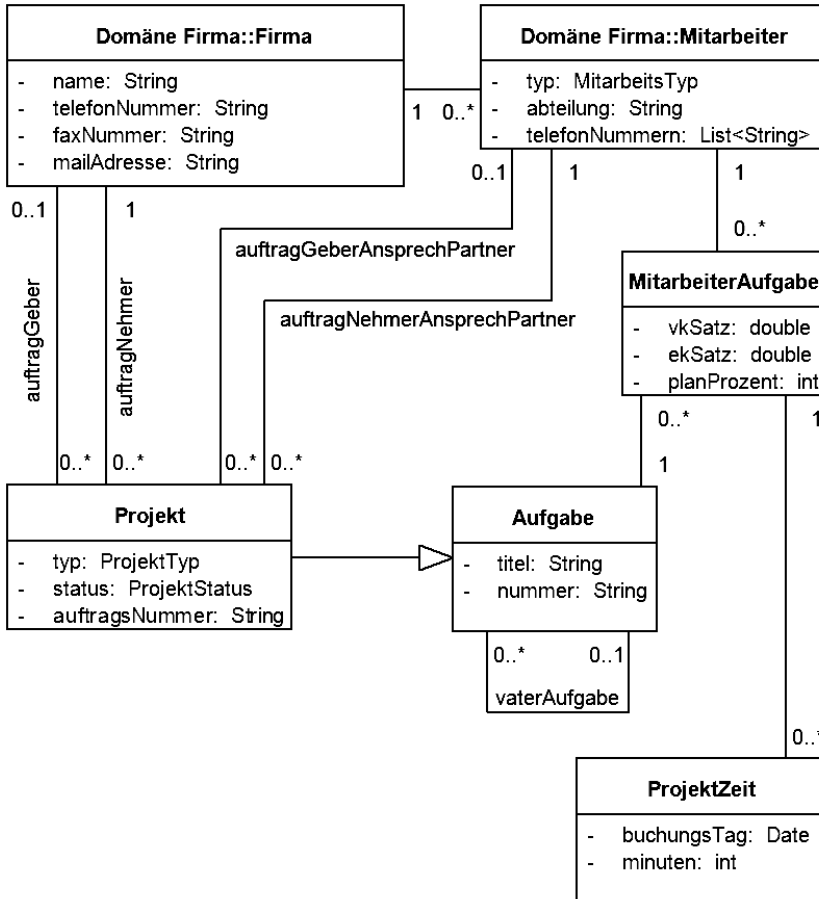 Domäne Firma::Firma
- name: String
- telefonNummer: String
- faxNummer: String
- mailAdresse: String
Domäne Firma::Mitarbeiter
- typ: MitarbeitsTyp
- abteilung: String
- telefonNummern: List<String>
1 0..*
0..1
1
0..1
1
1
auftragGeber
auftragNehmer
auftragGeberAnsprechPartner
auftragNehmerAnsprechPartner
0..*
MitarbeiterAufgabe
- vkSatz: double
- ekSatz: double
- planProzent: int
0..*
1
1
0..*
0..*
0..*
0..*
Projekt
- typ: ProjektTyp
- status: ProjektStatus
- auftragsNummer: String
Aufgabe
- titel: String
- nummer: String
0..*
0..1
vaterAufgabe
0..*
ProjektZeit
- buchungsTag: Date
- minuten: int